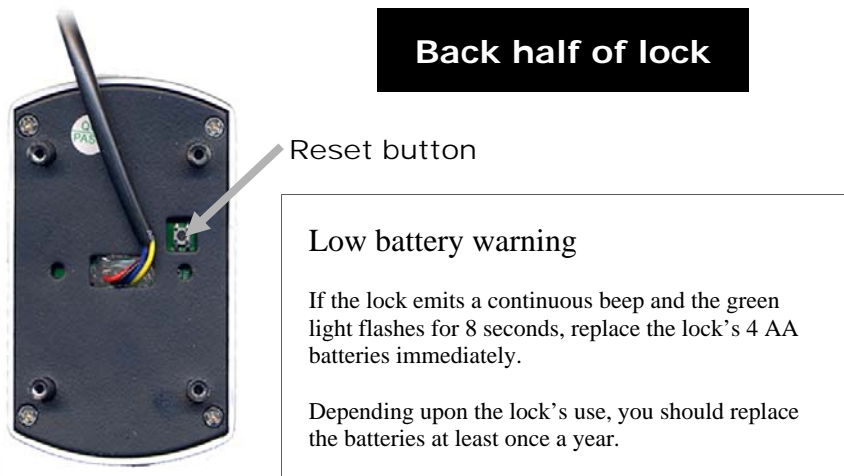 Back half of lock
Q
PAS
Reset button
Low battery warning
If the lock emits a continuous beep and the green
light flashes for 8 seconds, replace the lock’s 4 AA
batteries immediately.
Depending upon the lock’s use, you should replace
the batteries at least once a year.